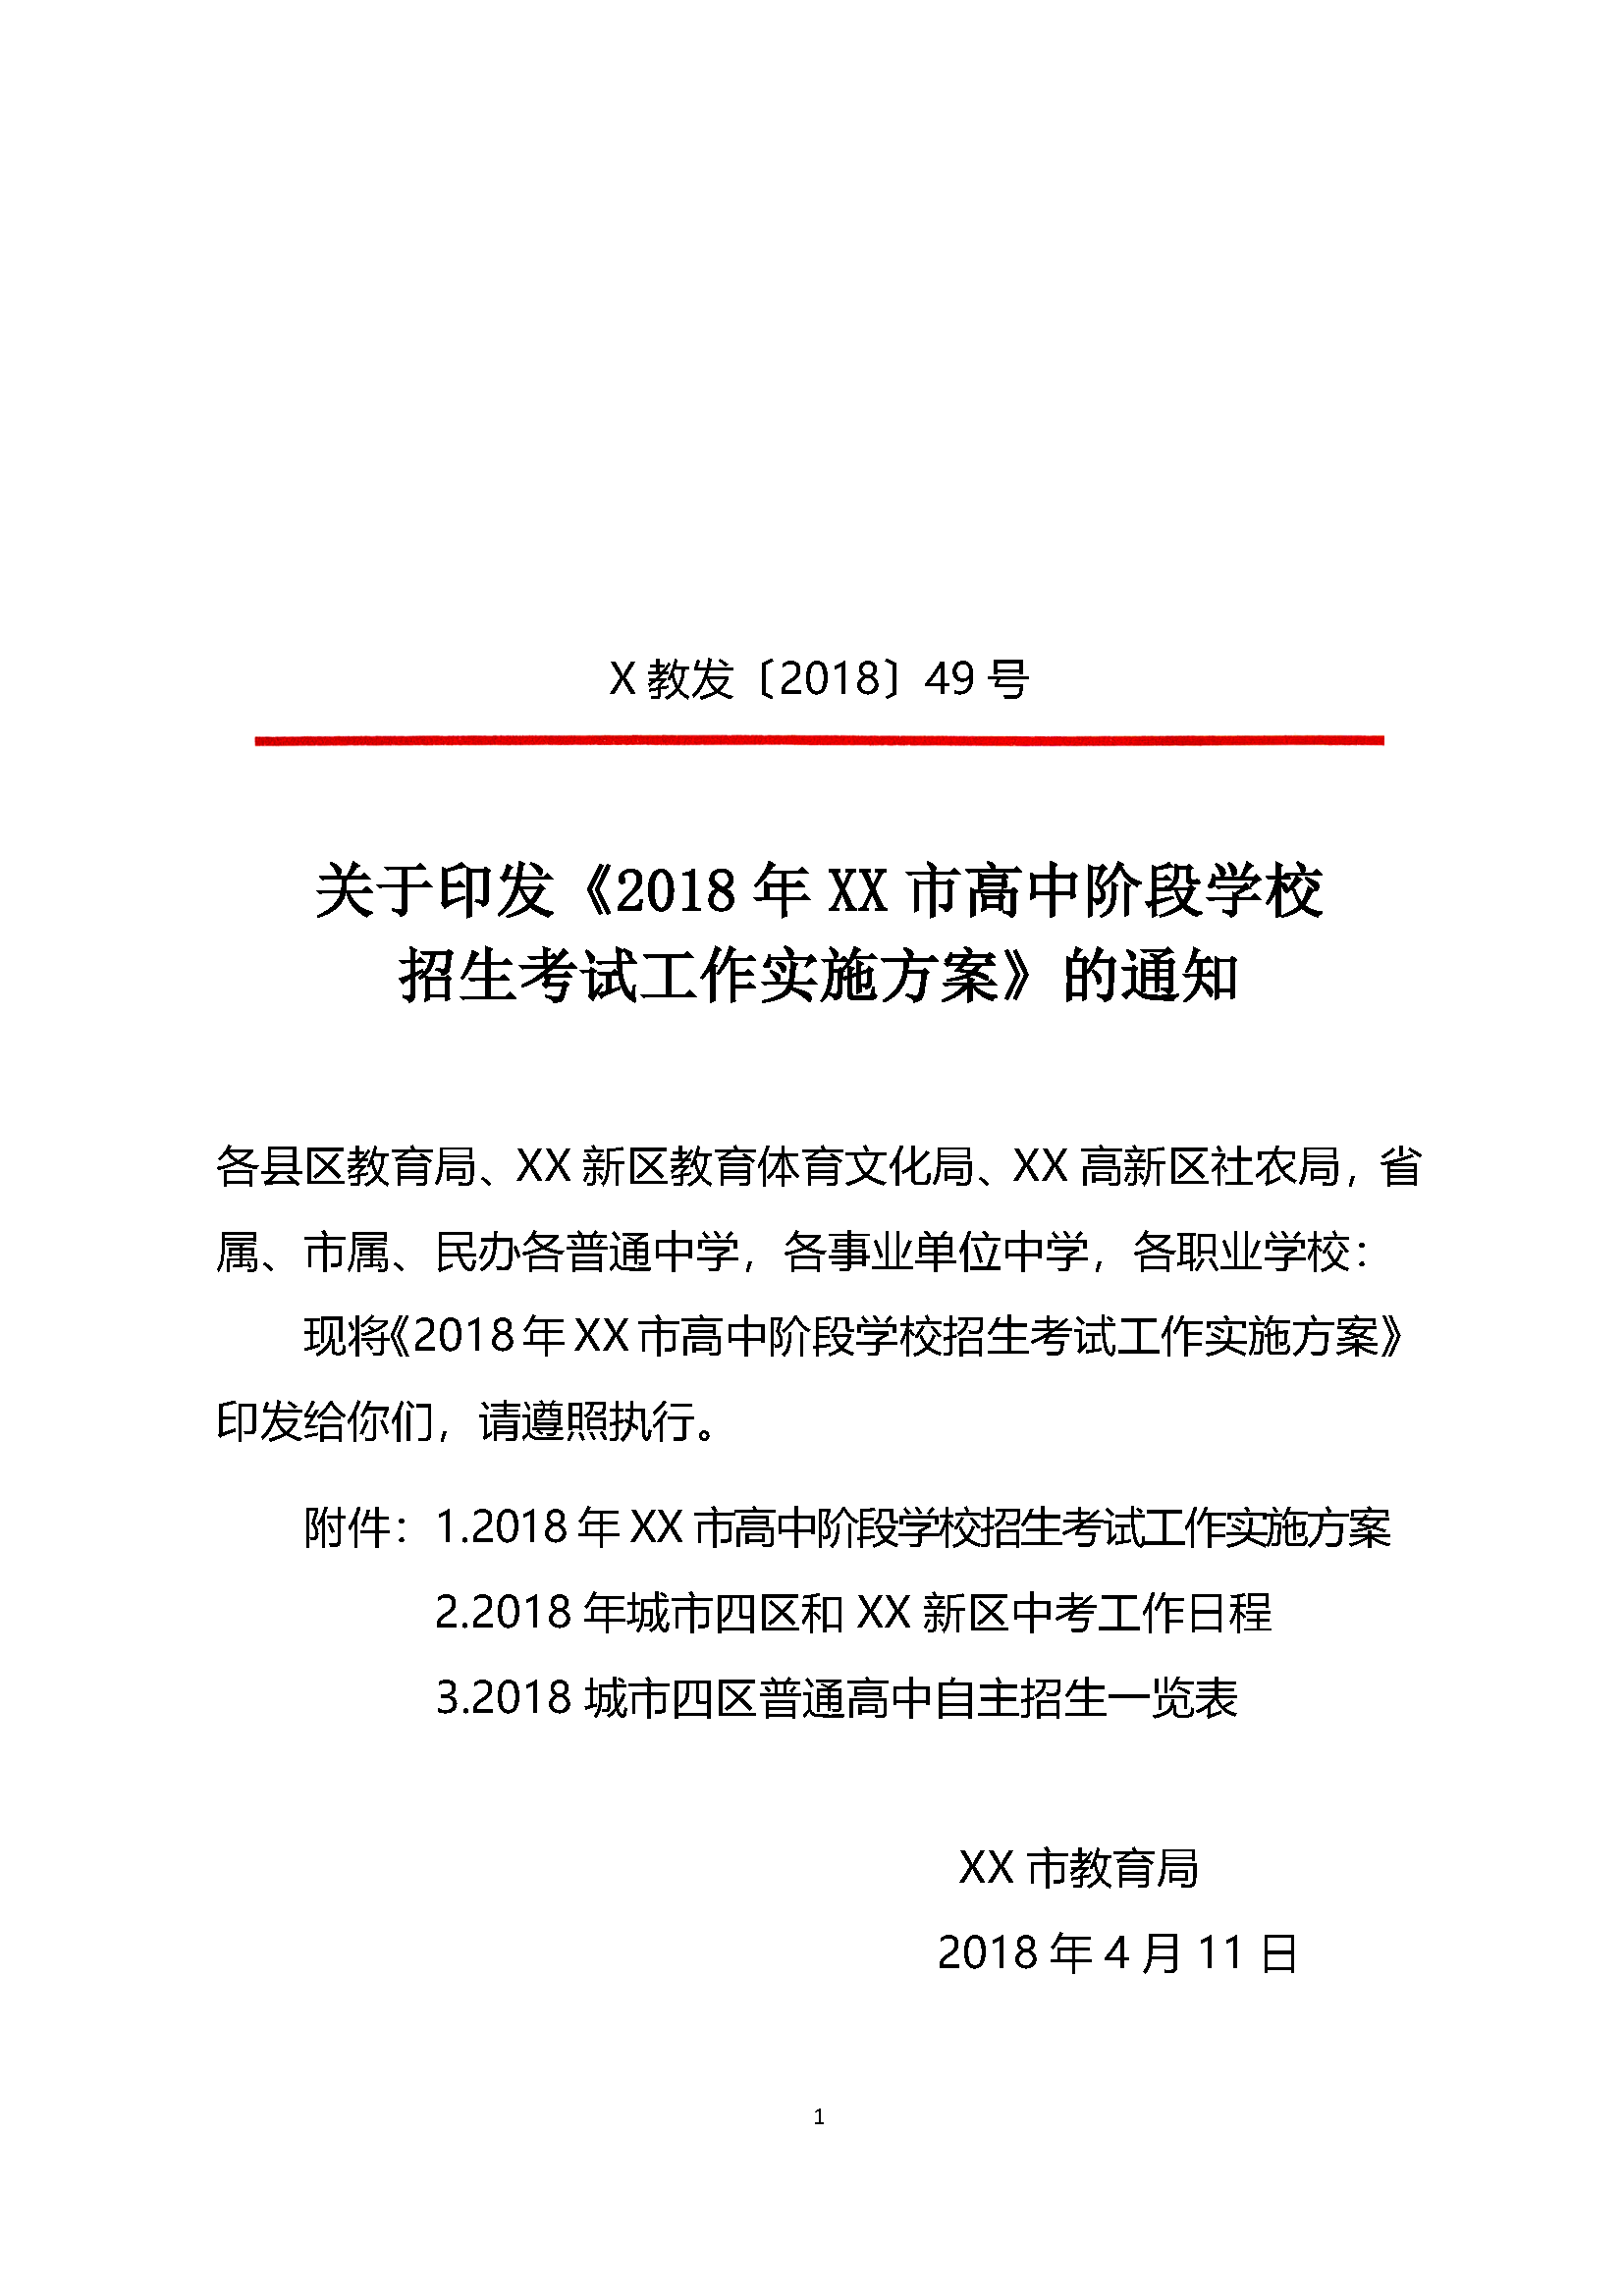 X 教发〔2018〕49 号
关于印发《2018 年 XX 市高中阶段学校
招生考试工作实施方案》的通知
各县区教育局、XX 新区教育体育文化局、XX 高新区社农局，省
属、市属、民办各普通中学，各事业单位中学，各职业学校：
现将《2018 年 XX 市高中阶段学校招生考试工作实施方案》
印发给你们，请遵照执行。
附件：1.2018 年 XX 市高中阶段学校招生考试工作实施方案
2.2018 年城市四区和 XX 新区中考工作日程
3.2018 城市四区普通高中自主招生一览表
XX 市教育局
2018 年 4 月 11 日
1